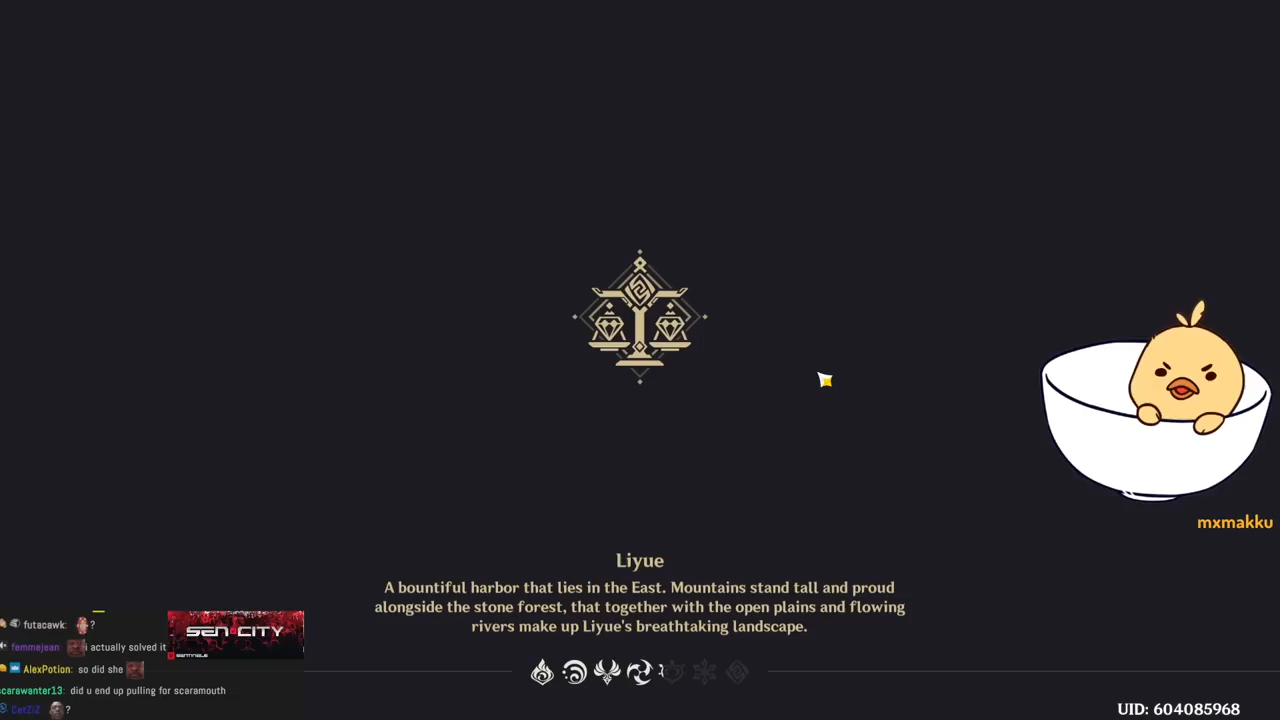 Liyue
A bountiful harbor that lies in the East. Mountains stand tall and proud
alongside the stone forest, that together with the open plains and flowing
rivers make up Liyue's breathtaking landscape.
mxmakku
futacawk: ?
femmejean: i actually solved it
AlexPotion: so did she
scarawanter13: did u end up pulling for scaramouth
CetZiZ: ?
SEN CITY
SENTINELS
UID: 604085968